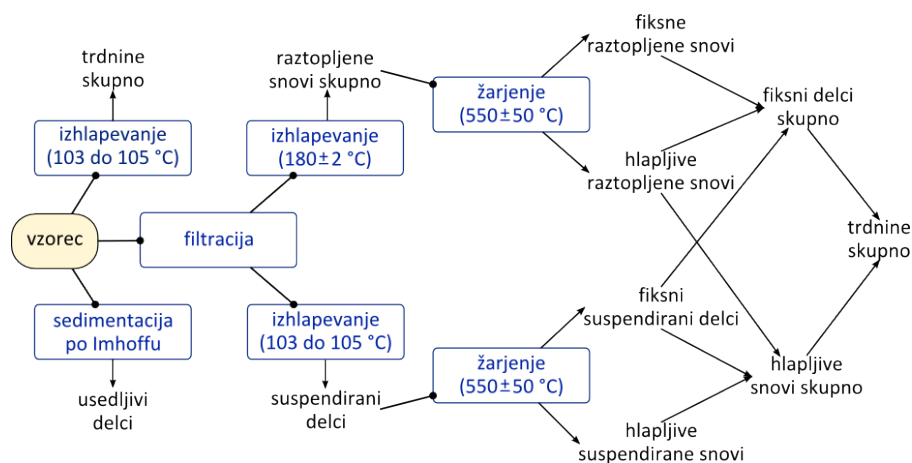 trdnine
skupno
izhlapevanje
(103 do 105 °C)
vzorec
sedimentacija
po Imhoffu
usedljivi
delci
raztopljene
snovi skupno
izhlapevanje
(180±2 °C)
filtracija
izhlapevanje
(103 do 105 °C)
suspendirani
delci
žarjenje
(550±50 °C)
žarjenje
(550±50 °C)
fiksne
raztopljene snovi
hlapljive
raztopljene snovi
fiksni
suspendirani delci
hlapljive
suspendirane snovi
fiksni delci
skupno
hlapljive
snovi skupno
trdnine
skupno